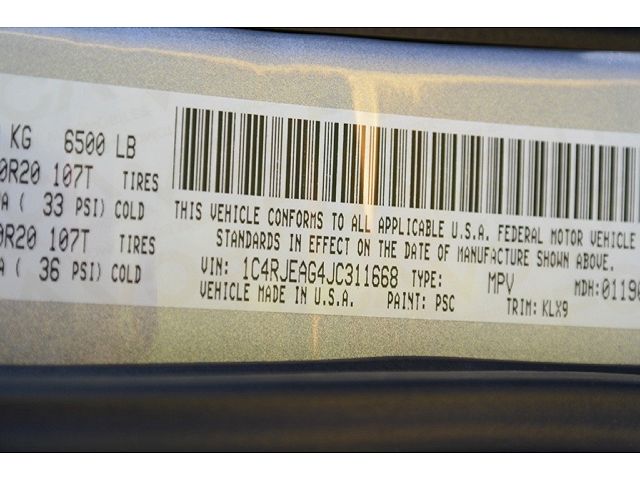 KG 6500 LB
0R20 107T TIRES
A ( 33 PSI) COLD
0R20 107T TIRES
A ( 36 PSI) COLD
THIS VEHICLE CONFORMS TO ALL APPLICABLE U.S.A. FEDERAL MOTOR VEHICLE
STANDARDS IN EFFECT ON THE DATE OF MANUFACTURE SHOWN ABOVE.
VIN: 1C4RJEAG4JC311668 TYPE: MPV MDH: 0119
VEHICLE MADE IN U.S.A. PAINT: PSC TRIM: KLX9